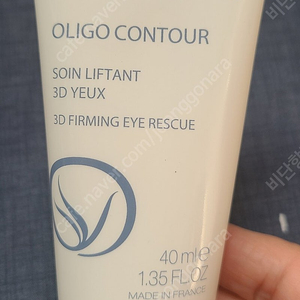 OLIGO CONTOUR
SOIN LIFTANT
3D YEUX
3D FIRMING EYE RESCUE
40 ml e
1.35 FL.OZ
MADE IN FRANCE